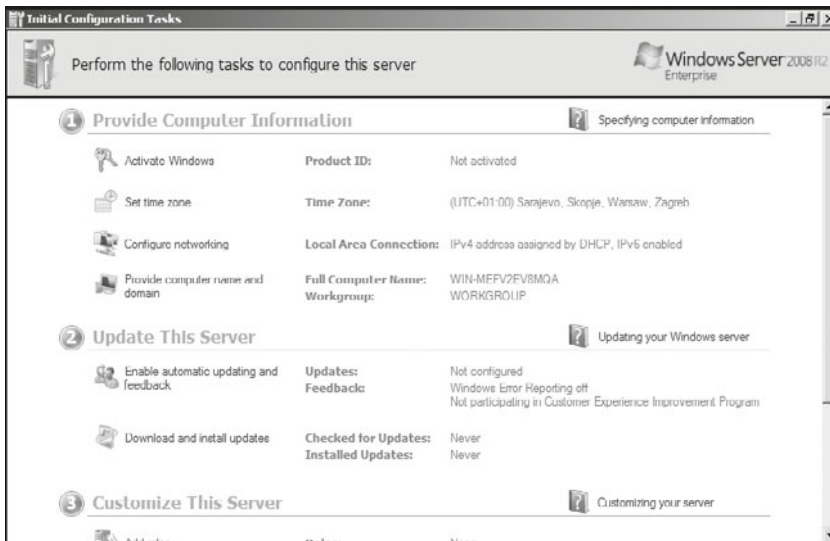 Initial Configuration Tasks
Perform the following tasks to configure this server
Windows Server 2008 R2
Enterprise
1 Provide Computer Information
Specifying computer information
Activate Windows Product ID: Not activated
Set time zone Time Zone: (UTC+01:00) Sarajevo, Skopje, Warsaw, Zagreb
Configure networking Local Area Connection: IPv4 address assigned by DHCP, IPv6 enabled
Provide computer name and Full Computer Name: WIN-MEFV2EV8MQA
domain Workgroup: WORKGROUP
2 Update This Server
Updating your Windows server
Enable automatic updating and Updates: Not configured
feedback Feedback: Windows Error Reporting off
Not participating in Customer Experience Improvement Program
Download and install updates Checked for Updates: Never
Installed Updates: Never
3 Customize This Server
Customizing your server